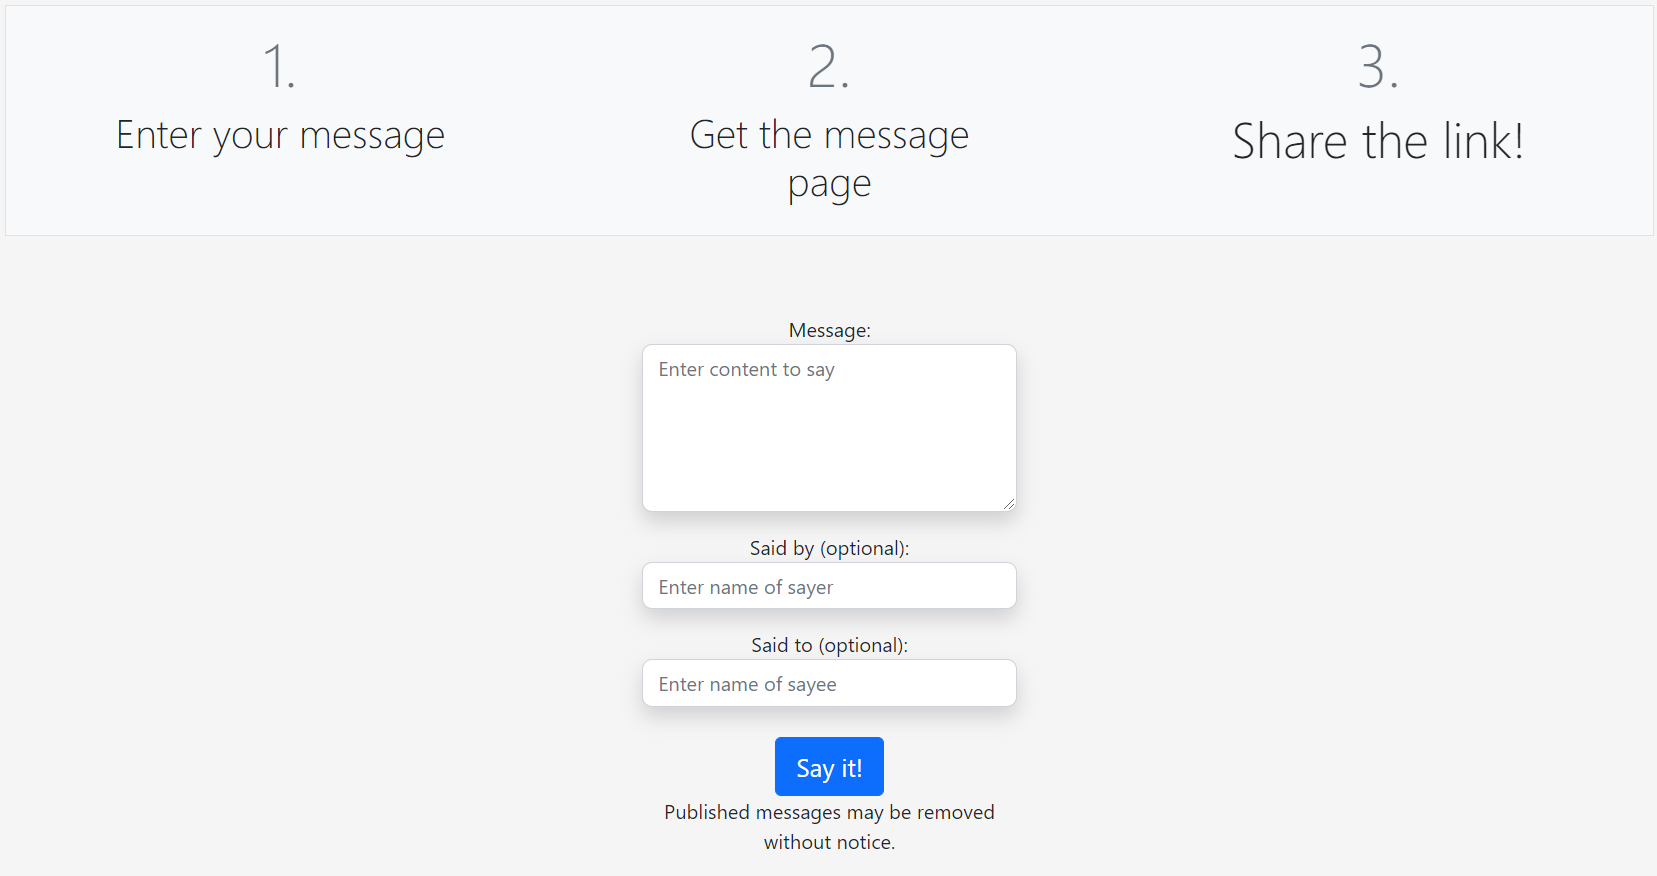 1.
Enter your message
2.
Get the message
page
3.
Share the link!
Message:
Enter content to say
Said by (optional):
Enter name of sayer
Said to (optional):
Enter name of sayee
Say it!
Published messages may be removed
without notice.